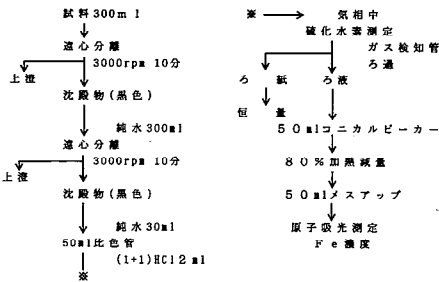 試料300ml
遠心分離
3000rpm 10分
上澄
沈殿物(黒色)
純水300ml
遠心分離
3000rpm 10分
上澄
沈殿物(黒色)
純水30ml
50ml比色管
(1+1)HCl2ml
※
※ 気相中
硫化水素測定
ガス検知管
ろ過
ろ紙 ろ液
恒量
50mlコニカルビーカー
80%加熱減量
50mlメスアップ
原子吸光測定
Fe濃度